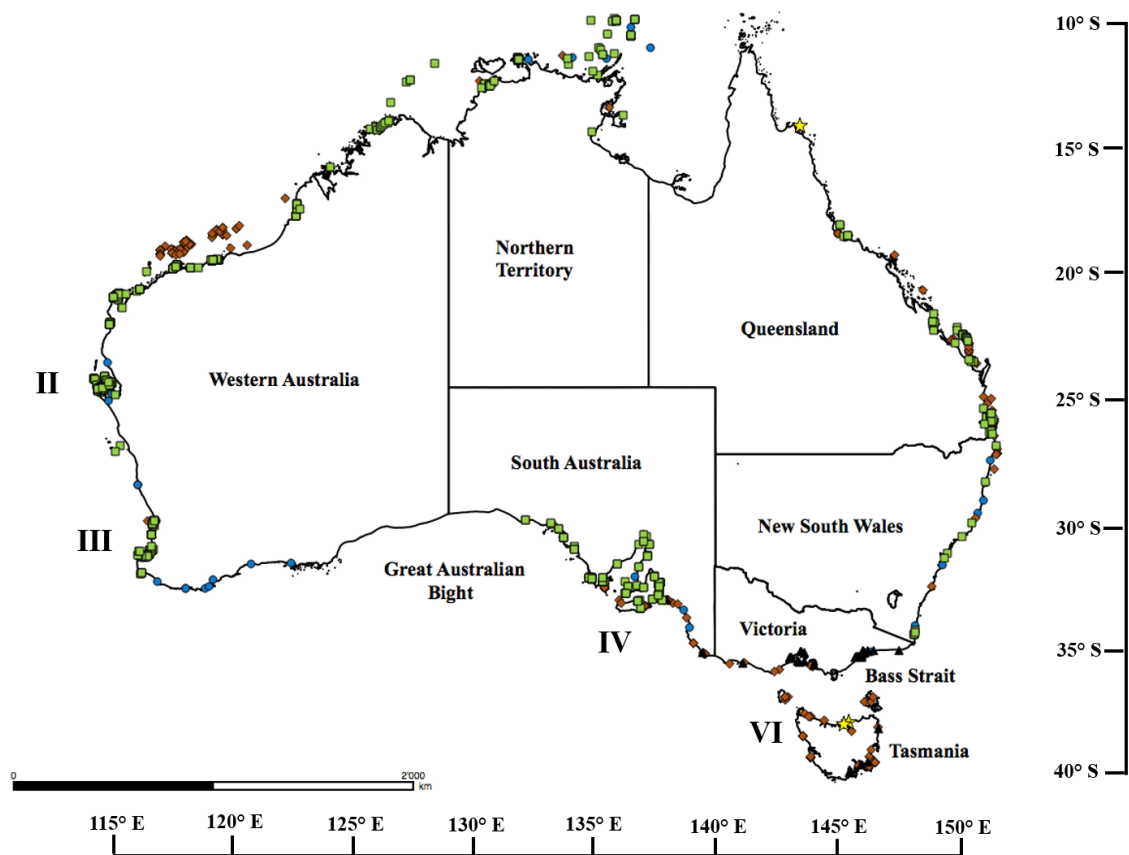 10° S
15° S
Northern
Territory
20° S
Queensland
II
Western Australia
25° S
South Australia
III
New South Wales
30° S
Great Australian
Bight
IV
Victoria
35° S
Bass Strait
VI
Tasmania
0
2'000
km
40° S
115° E 120° E 125° E 130° E 135° E 140° E 145° E 150° E